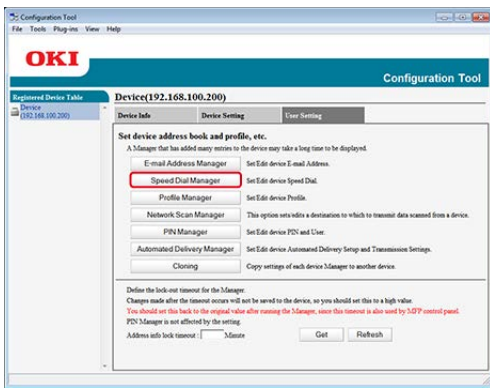 Configuration Tool
File Tools Plug-ins View Help
OKI
Configuration Tool
Registered Device Table
Device
(192.168.100.200)
Device(192.168.100.200)
Device Info Device Setting User Setting
Set device address book and profile, etc.
A Manager that has added many entries to the device may take a long time to be displayed.
E-mail Address Manager Set/Edit device E-mail Address.
Speed Dial Manager Set/Edit device Speed Dial.
Profile Manager Set/Edit device Profile.
Network Scan Manager This option sets/edits a destination to which to transmit data scanned from a device.
PIN Manager Set/Edit device PIN and User.
Automated Delivery Manager Set/Edit device Automated Delivery Setup and Transmission Settings.
Cloning Copy settings of each device Manager to another device.
Define the lock-out timeout for the Manager.
Changes made after the timeout occurs will not be saved to the device, so you should set this to a high value.
You should set this back to the original value after running the Manager, since this timeout is also used by MFP control panel.
PIN Manager is not affected by the setting.
Address info lock timeout : Minute Get Refresh